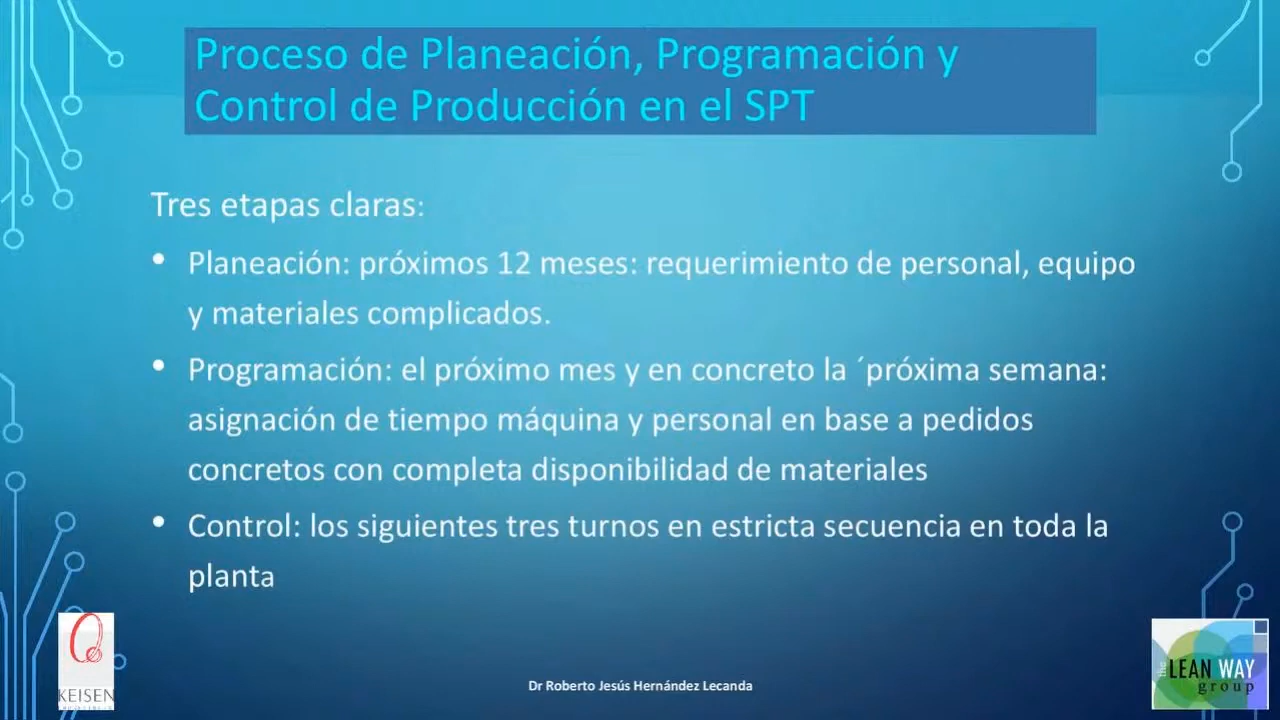 Proceso de Planeación, Programación y
Control de Producción en el SPT
Tres etapas claras:
• Planeación: próximos 12 meses: requerimiento de personal, equipo
y materiales complicados.
• Programación: el próximo mes y en concreto la ´próxima semana:
asignación de tiempo máquina y personal en base a pedidos
concretos con completa disponibilidad de materiales
• Control: los siguientes tres turnos en estricta secuencia en toda la
planta
KEISEN
Dr Roberto Jesús Hernández Lecanda
the LEAN WAY
group